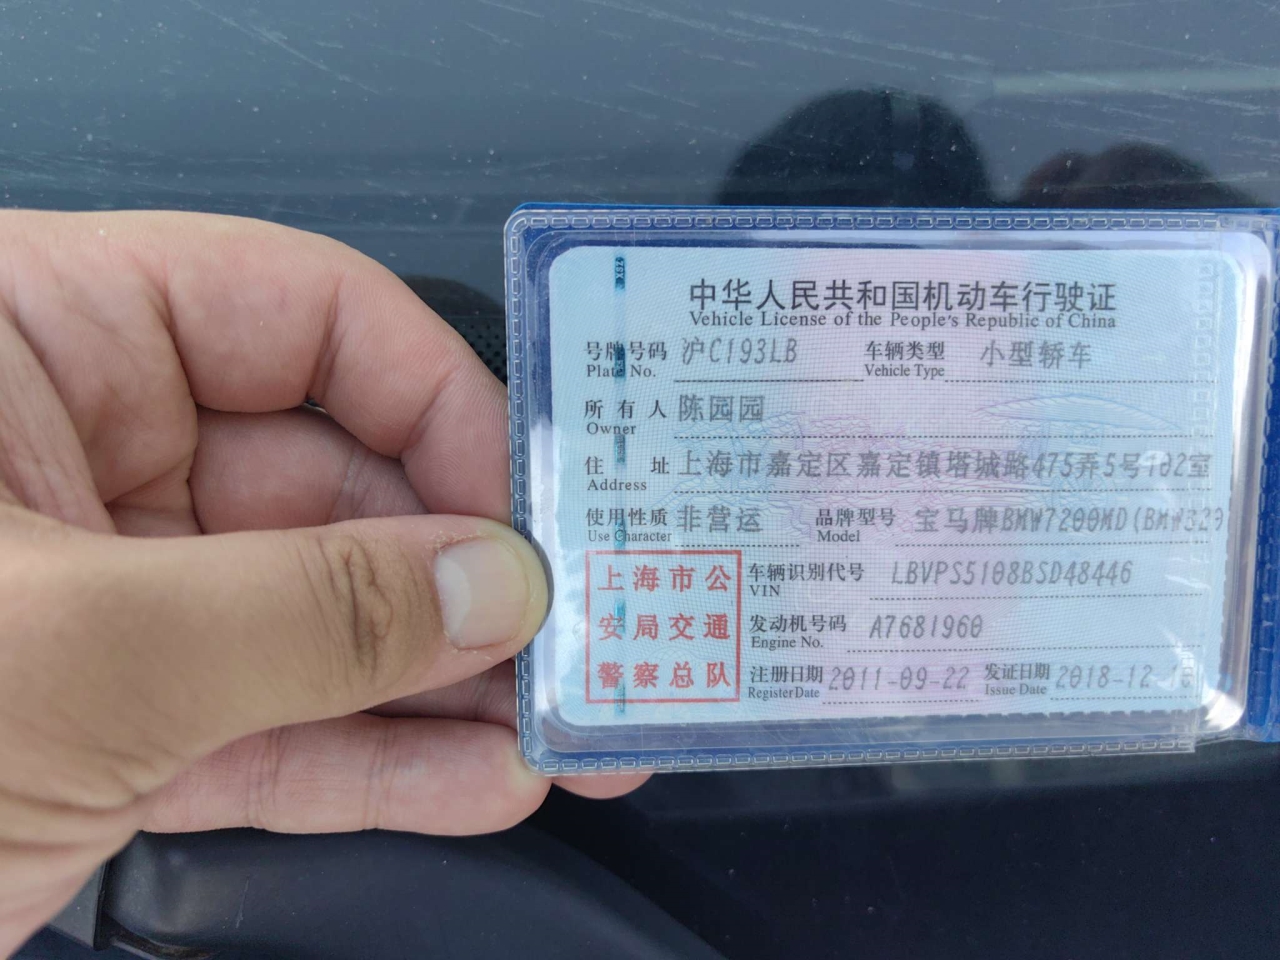 中华人民共和国机动车行驶证
Vehicle License of the People's Republic of China
号牌号码 沪C193LB 车辆类型 小型轿车
Plate No. Vehicle Type
所有人 陈园园
Owner
住址 上海市嘉定区嘉定镇塔城路475弄5号102室
Address
使用性质 非营运 品牌型号 宝马牌BMW7200MD(BMW320
Use Character Model
上海市公 车辆识别代号 LBVPS5108BSD48446
VIN
安局交通 发动机号码 A7681960
Engine No.
警察总队 注册日期 2011-09-22 发证日期 2018-12-
Register Date Issue Date